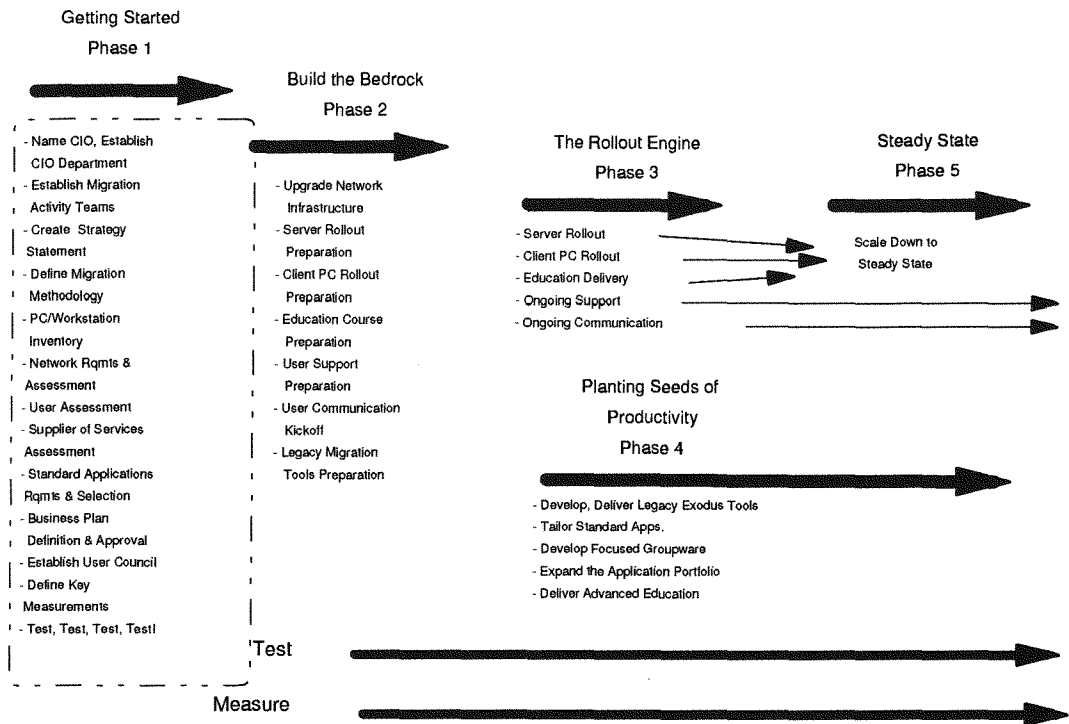 Getting Started
Phase 1
- Name CIO, Establish
CIO Department
- Establish Migration
Activity Teams
- Create Strategy
Statement
- Define Migration
Methodology
- PC/Workstation
Inventory
- Network Rqmts &
Assessment
- User Assessment
- Supplier of Services
Assessment
- Standard Applications
Rqmts & Selection
- Business Plan
Definition & Approval
- Establish User Council
- Define Key
Measurements
- Test, Test, Test, Test!
Build the Bedrock
Phase 2
- Upgrade Network
Infrastructure
- Server Rollout
Preparation
- Client PC Rollout
Preparation
- Education Course
Preparation
- User Support
Preparation
- User Communication
Kickoff
- Legacy Migration
Tools Preparation
The Rollout Engine
Phase 3
- Server Rollout
- Client PC Rollout
- Education Delivery
- Ongoing Support
- Ongoing Communication
Steady State
Phase 5
Scale Down to
Steady State
Planting Seeds of
Productivity
Phase 4
- Develop, Deliver Legacy Exodus Tools
- Tailor Standard Apps.
- Develop Focused Groupware
- Expand the Application Portfolio
- Deliver Advanced Education
Test
Measure